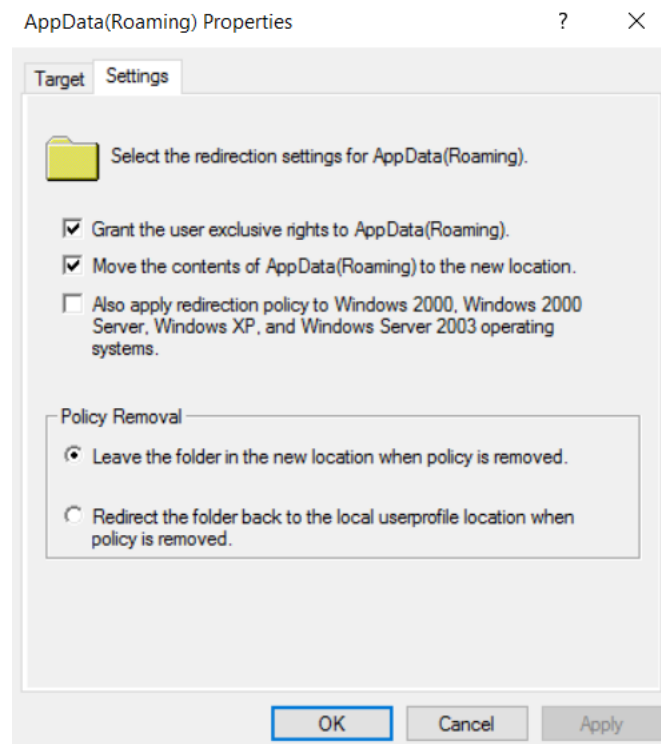 AppData(Roaming) Properties
?
Target
Settings
Select the redirection settings for AppData(Roaming).
Grant the user exclusive rights to AppData(Roaming).
Move the contents of AppData(Roaming) to the new location.
Also apply redirection policy to Windows 2000, Windows 2000
Server, Windows XP, and Windows Server 2003 operating
systems.
Policy Removal
Leave the folder in the new location when policy is removed.
Redirect the folder back to the local userprofile location when
policy is removed.
OK
Cancel
Apply